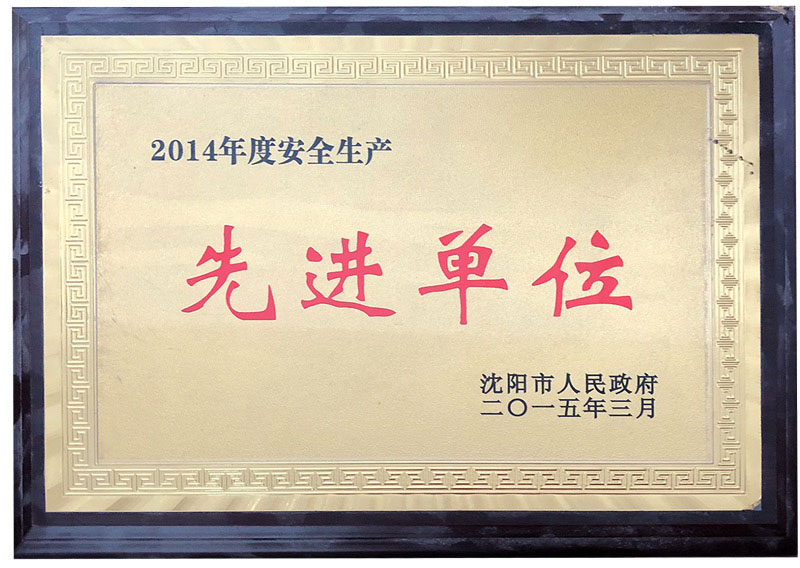 2014年度安全生产
先进单位
沈阳市人民政府
二〇一五年三月